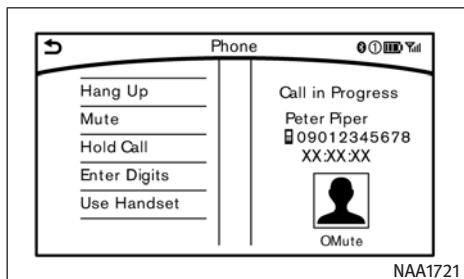 Phone
①
Hang Up
Mute
Hold Call
Enter Digits
Use Handset
Call in Progress
Peter Piper
09012345678
XX:XX:XX
OMute
NAA1721